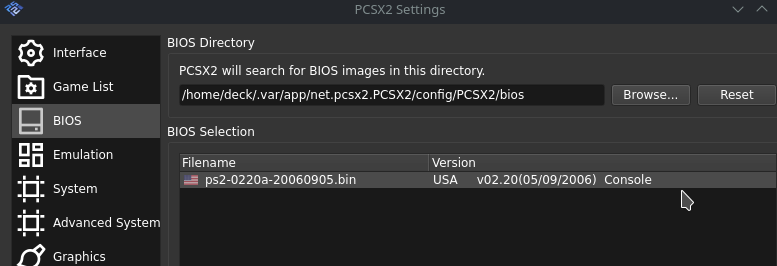 PCSX2 Settings
Interface
Game List
BIOS
Emulation
System
Advanced System
Graphics
BIOS Directory
PCSX2 will search for BIOS images in this directory.
/home/deck/.var/app/net.pcsx2.PCSX2/config/PCSX2/bios Browse... Reset
BIOS Selection
Filename Version
ps2-0220a-20060905.bin USA v02.20(05/09/2006) Console